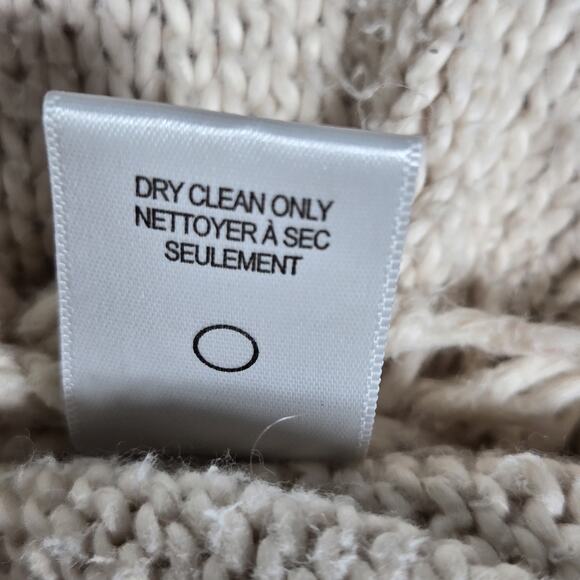 DRY CLEAN ONLY
NETTOYER À SEC
SEULEMENT